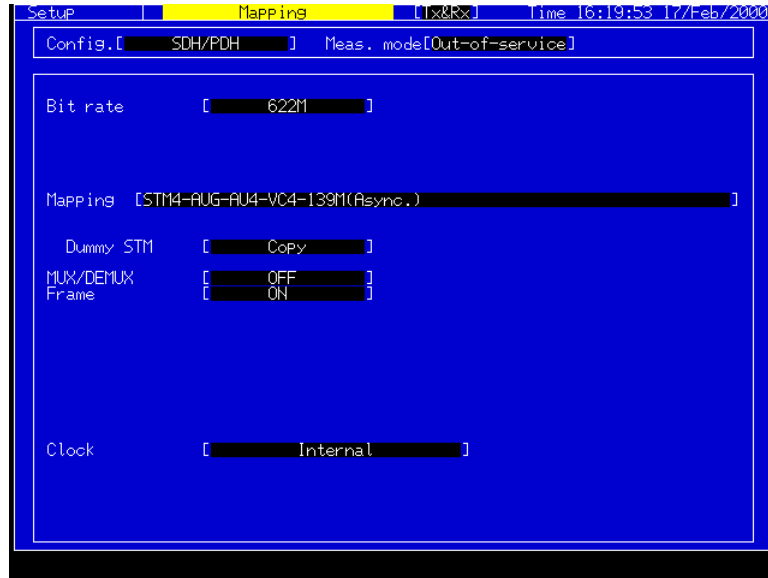 Setup | Mapping [Tx&Rx] Time 16:19:53 17/Feb/2000
Config.[ SDH/PDH ] Meas. mode[Out-of-service]
Bit rate [ 622M ]
Mapping [STM4-AUG-AU4-VC4-139M(Async.) ]
Dummy STM [ Copy ]
MUX/DEMUX [ OFF ]
Frame [ ON ]
Clock [ Internal ]